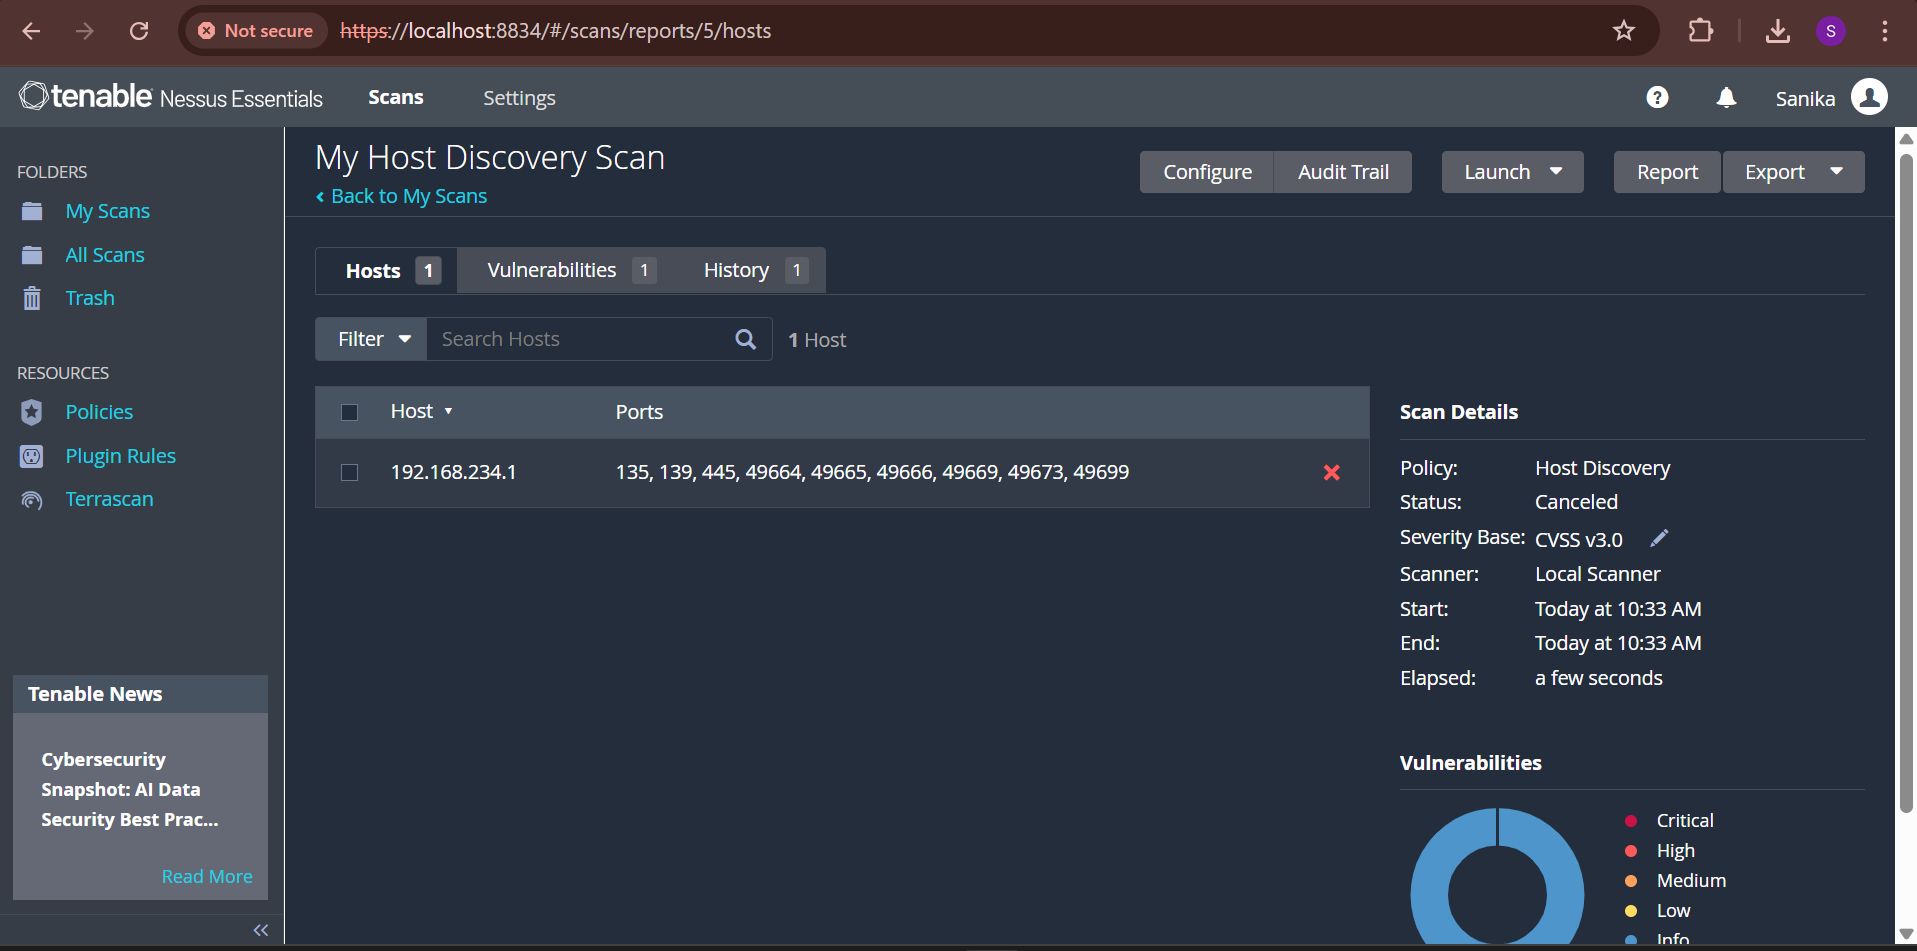 Not secure https://localhost:8834/#/scans/reports/5/hosts S
tenable Nessus Essentials Scans Settings ? Sanika
FOLDERS
My Scans
All Scans
Trash
RESOURCES
Policies
Plugin Rules
Terrascan
Tenable News
Cybersecurity
Snapshot: AI Data
Security Best Prac...
Read More
My Host Discovery Scan
Back to My Scans
Configure Audit Trail Launch Report Export
Hosts 1 Vulnerabilities 1 History 1
Filter Search Hosts 1 Host
Host Ports
192.168.234.1 135, 139, 445, 49664, 49665, 49666, 49669, 49673, 49699
Scan Details
Policy: Host Discovery
Status: Canceled
Severity Base: CVSS v3.0
Scanner: Local Scanner
Start: Today at 10:33 AM
End: Today at 10:33 AM
Elapsed: a few seconds
Vulnerabilities
Critical
High
Medium
Low
Info